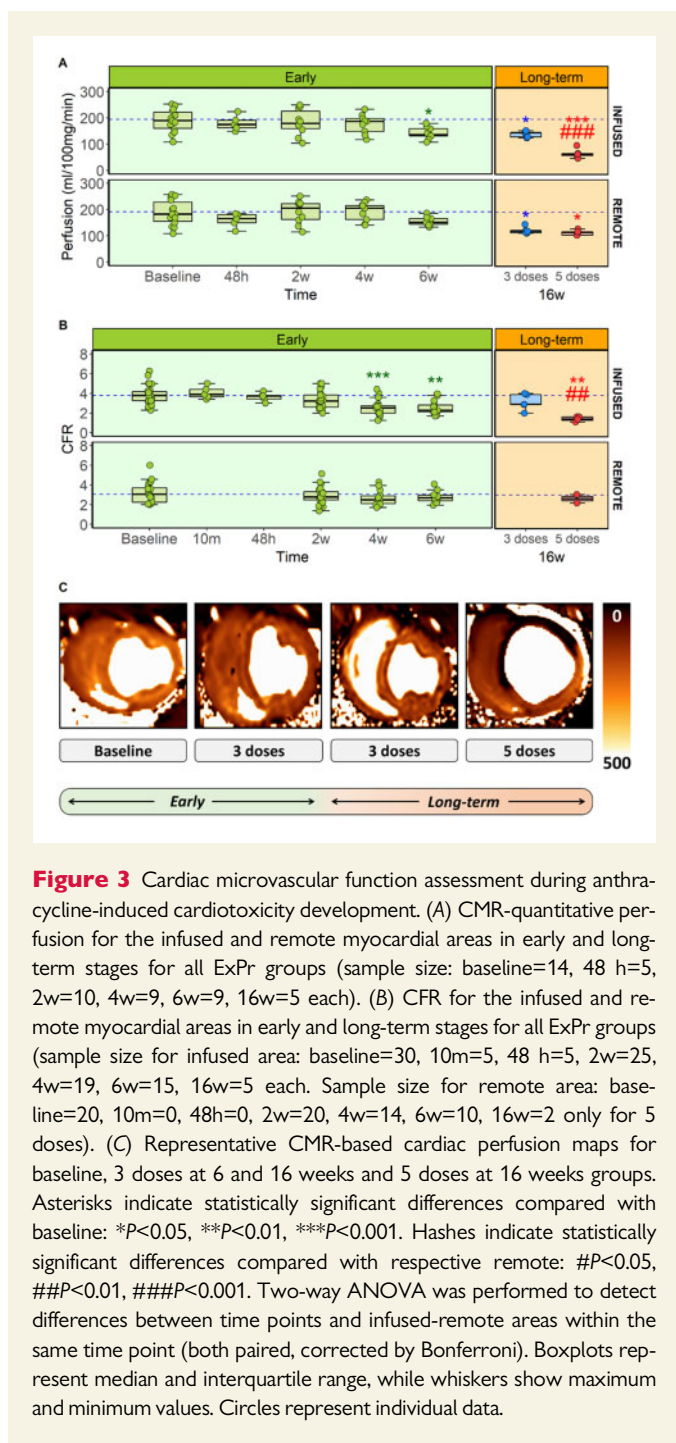 A
Early
Long-term
300
200
100
0
* 
* ***
###
INFUSED
300
200
100
0
* *
REMOTE
Perfusion (ml/100mg/min)
Baseline 48h 2w 4w 6w 3 doses 5 doses
Time 16w
B
Early
Long-term
8
6
4
2
0
*** **
**
##
INFUSED
8
6
4
2
0
REMOTE
CFR
Baseline 10m 48h 2w 4w 6w 3 doses 5 doses
Time 16w
C
0
500
Baseline 3 doses 3 doses 5 doses
Early Long-term
Figure 3 Cardiac microvascular function assessment during anthra-
cycline-induced cardiotoxicity development. (A) CMR-quantitative per-
fusion for the infused and remote myocardial areas in early and long-
term stages for all ExPr groups (sample size: baseline=14, 48 h=5,
2w=10, 4w=9, 6w=9, 16w=5 each). (B) CFR for the infused and re-
mote myocardial areas in early and long-term stages for all ExPr groups
(sample size for infused area: baseline=30, 10m=5, 48 h=5, 2w=25,
4w=19, 6w=15, 16w=5 each. Sample size for remote area: base-
line=20, 10m=0, 48h=0, 2w=20, 4w=14, 6w=10, 16w=2 only for 5
doses). (C) Representative CMR-based cardiac perfusion maps for
baseline, 3 doses at 6 and 16 weeks and 5 doses at 16 weeks groups.
Asterisks indicate statistically significant differences compared with
baseline: *P<0.05, **P<0.01, ***P<0.001. Hashes indicate statistically
significant differences compared with respective remote: #P<0.05,
##P<0.01, ###P<0.001. Two-way ANOVA was performed to detect
differences between time points and infused-remote areas within the
same time point (both paired, corrected by Bonferroni). Boxplots rep-
resent median and interquartile range, while whiskers show maximum
and minimum values. Circles represent individual data.